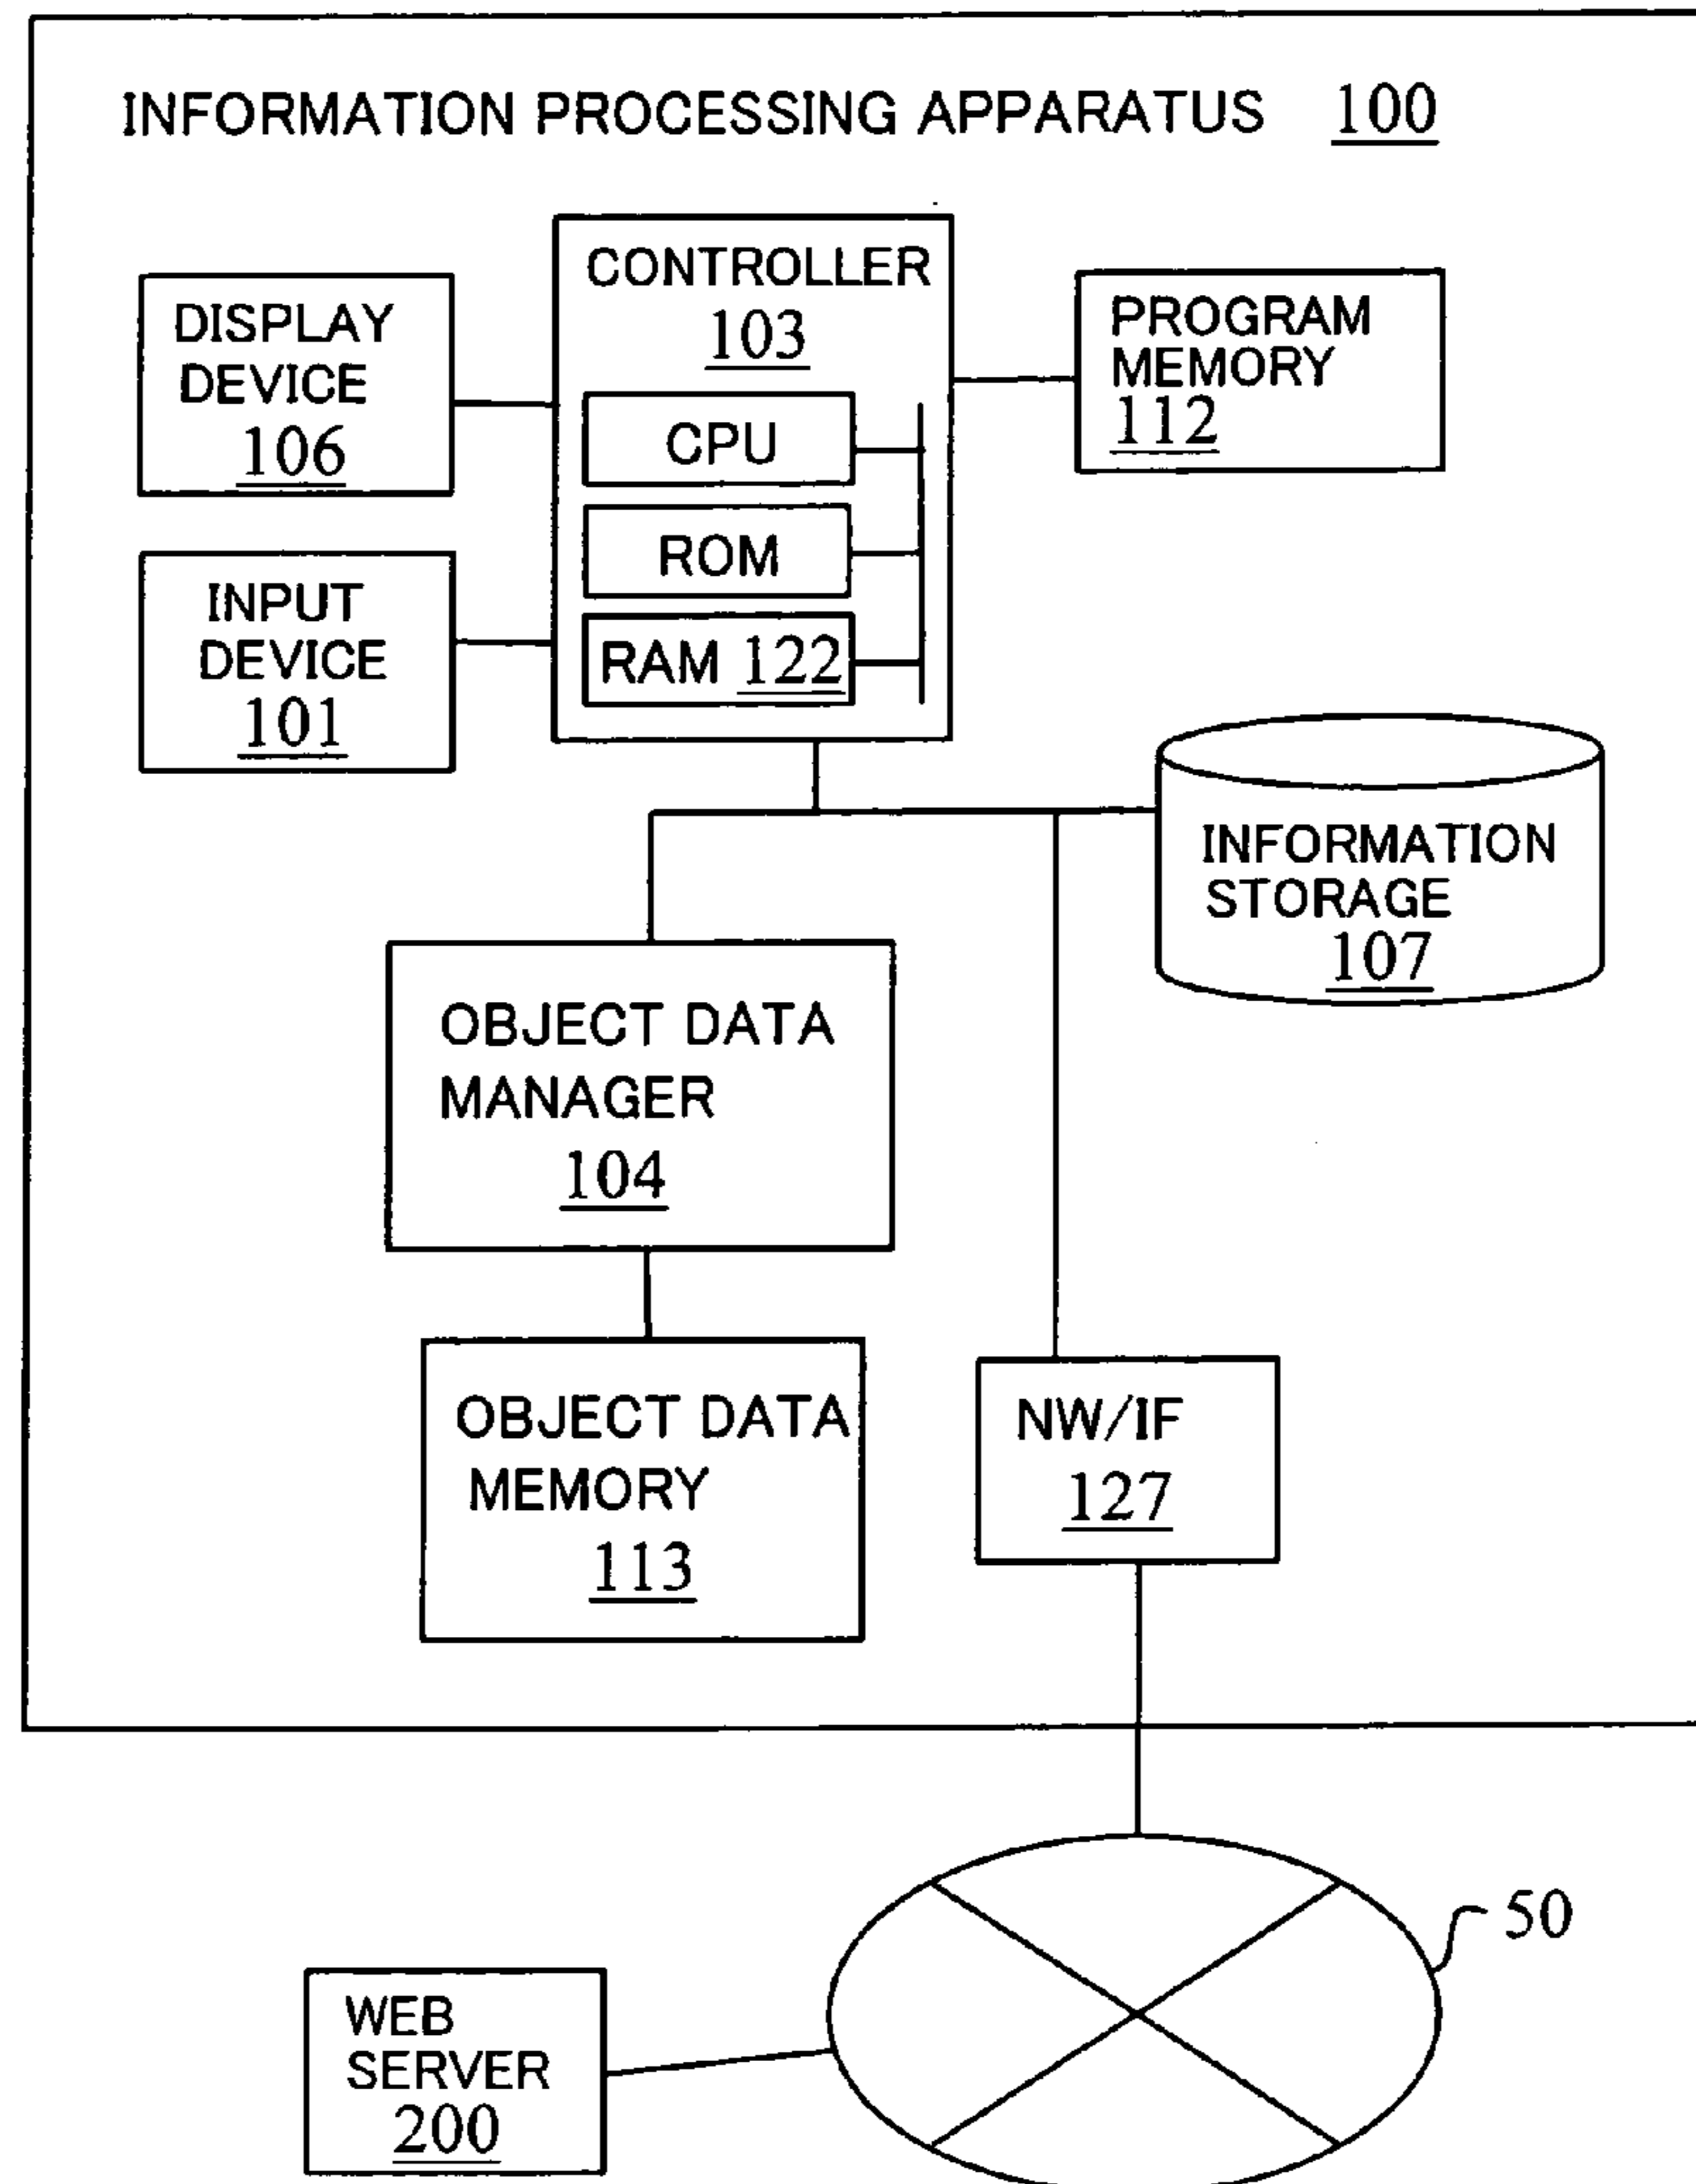 INFORMATION PROCESSING APPARATUS 100
DISPLAY
DEVICE
106
CONTROLLER
103
CPU
ROM
RAM 122
PROGRAM
MEMORY
112
INPUT
DEVICE
101
INFORMATION
STORAGE
107
OBJECT DATA
MANAGER
104
OBJECT DATA
MEMORY
113
NW/IF
127
50
WEB
SERVER
200